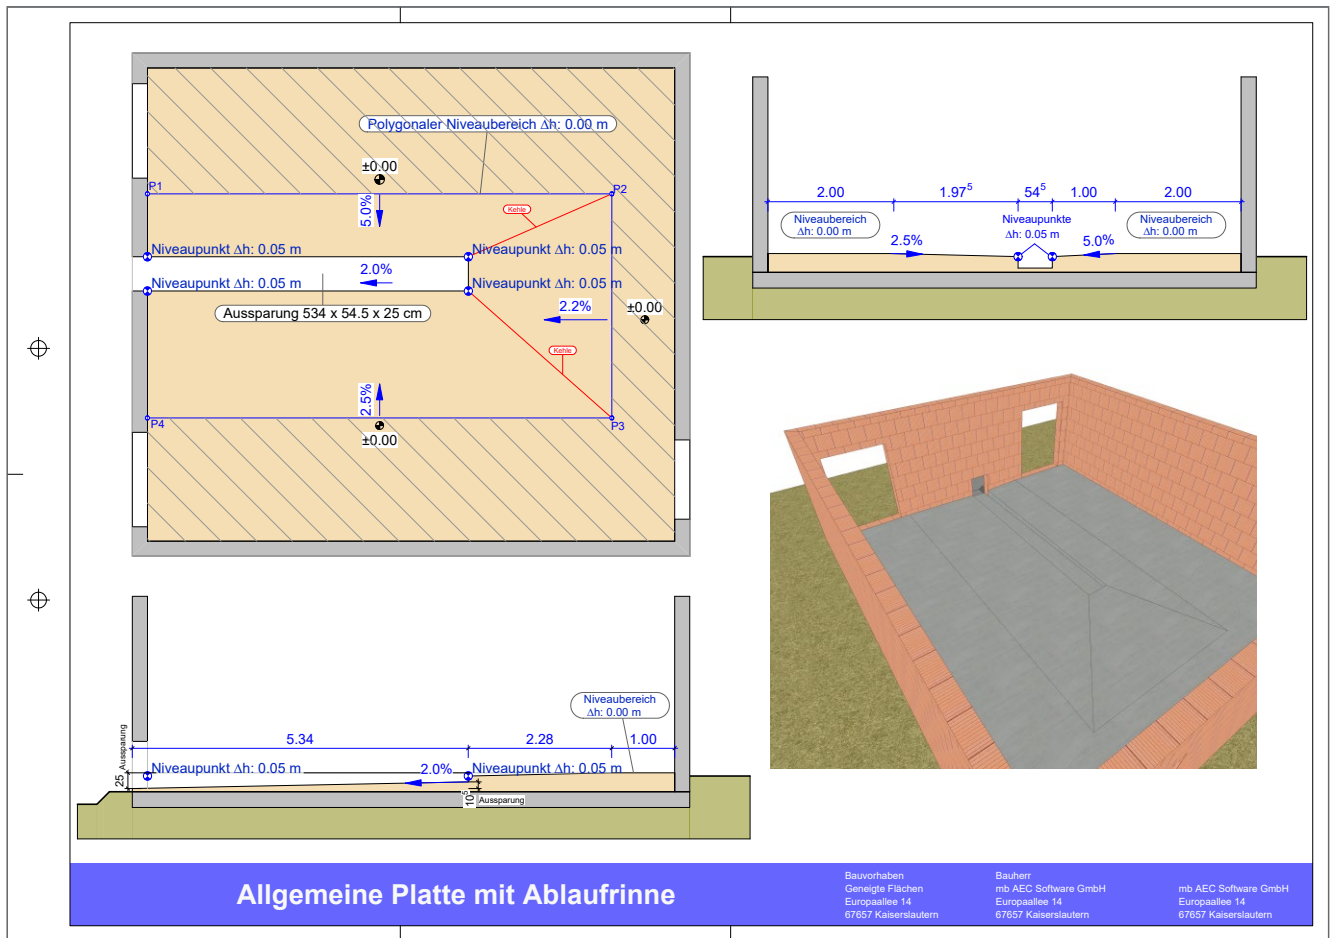 Polygonaler Niveaubereich Δh: 0.00 m
±0.00
P1
P2
5.0%
Kehle
Niveaupunkt Δh: 0.05 m
Niveaupunkt Δh: 0.05 m
2.0%
Niveaupunkt Δh: 0.05 m
Niveaupunkt Δh: 0.05 m
Aussparung 534 x 54.5 x 25 cm
2.2%
±0.00
Kehle
2.5%
P4
P3
±0.00
2.00
1.97⁵
54⁵
1.00
2.00
Niveaubereich
Δh: 0.00 m
Niveaupunkte
Δh: 0.05 m
Niveaubereich
Δh: 0.00 m
2.5%
5.0%
Niveaubereich
Δh: 0.00 m
5.34
2.28
1.00
25 Aussparung
Niveaupunkt Δh: 0.05 m
2.0%
Niveaupunkt Δh: 0.05 m
10⁵
Aussparung
Allgemeine Platte mit Ablaufrinne
Bauvorhaben
Geneigte Flächen
Europaallee 14
67657 Kaiserslautern
Bauherr
mb AEC Software GmbH
Europaallee 14
67657 Kaiserslautern
mb AEC Software GmbH
Europaallee 14
67657 Kaiserslautern